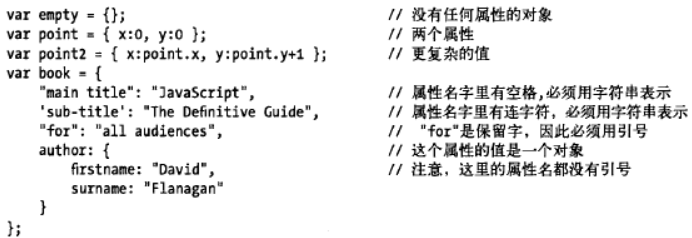 var empty = {}; // 没有任何属性的对象
var point = { x:0, y:0 }; // 两个属性
var point2 = { x:point.x, y:point.y+1 }; // 更复杂的值
var book = {
"main title": "JavaScript", // 属性名字里有空格,必须用字符串表示
'sub-title': "The Definitive Guide", // 属性名字里有连字符，必须用字符串表示
"for": "all audiences", // "for"是保留字，因此必须用引号
author: { // 这个属性的值是一个对象
firstname: "David", // 注意，这里的属性名都没有引号
surname: "Flanagan"
}
};